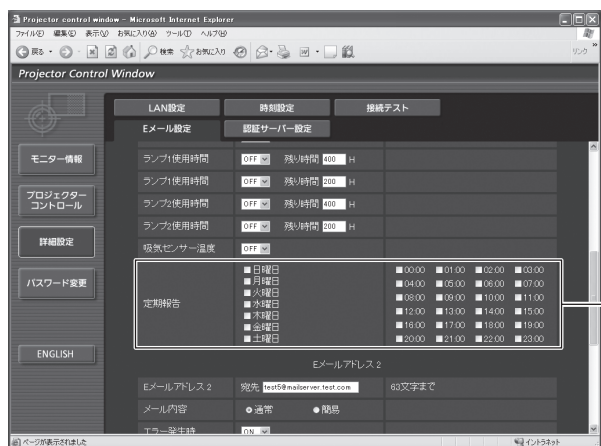 Projector control window - Microsoft Internet Explorer
ファイル(F) 編集(E) 表示(V) お気に入り(A) ツール(T) ヘルプ(H)
戻る 検索 お気に入り リンク
Projector Control Window
LAN設定 時刻設定 接続テスト
Eメール設定 認証サーバー設定
モニター情報
プロジェクター
コントロール
詳細設定
パスワード変更
ENGLISH
ランプ1使用時間 OFF 残り時間 400 H
ランプ1使用時間 OFF 残り時間 200 H
ランプ2使用時間 OFF 残り時間 400 H
ランプ2使用時間 OFF 残り時間 200 H
吸気センサー温度 OFF
定期報告
日曜日
月曜日
火曜日
水曜日
木曜日
金曜日
土曜日
00:00 01:00 02:00 03:00
04:00 05:00 06:00 07:00
08:00 09:00 10:00 11:00
12:00 13:00 14:00 15:00
16:00 17:00 18:00 19:00
20:00 21:00 22:00 23:00
Eメールアドレス 2
Eメールアドレス 2 宛先 test5@mailserver.test.com 63文字まで
メール内容 通常 簡易
エラー発生時 ON
ページが表示されました イントラネット